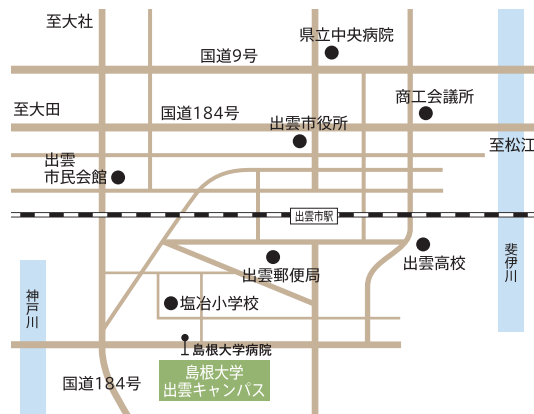 至大社
県立中央病院
国道9号
商工会議所
至大田
国道184号
出雲市役所
至松江
出雲
市民会館
出雲市駅
斐伊川
出雲高校
出雲郵便局
神戸川
塩冶小学校
島根大学病院
島根大学
出雲キャンパス
国道184号